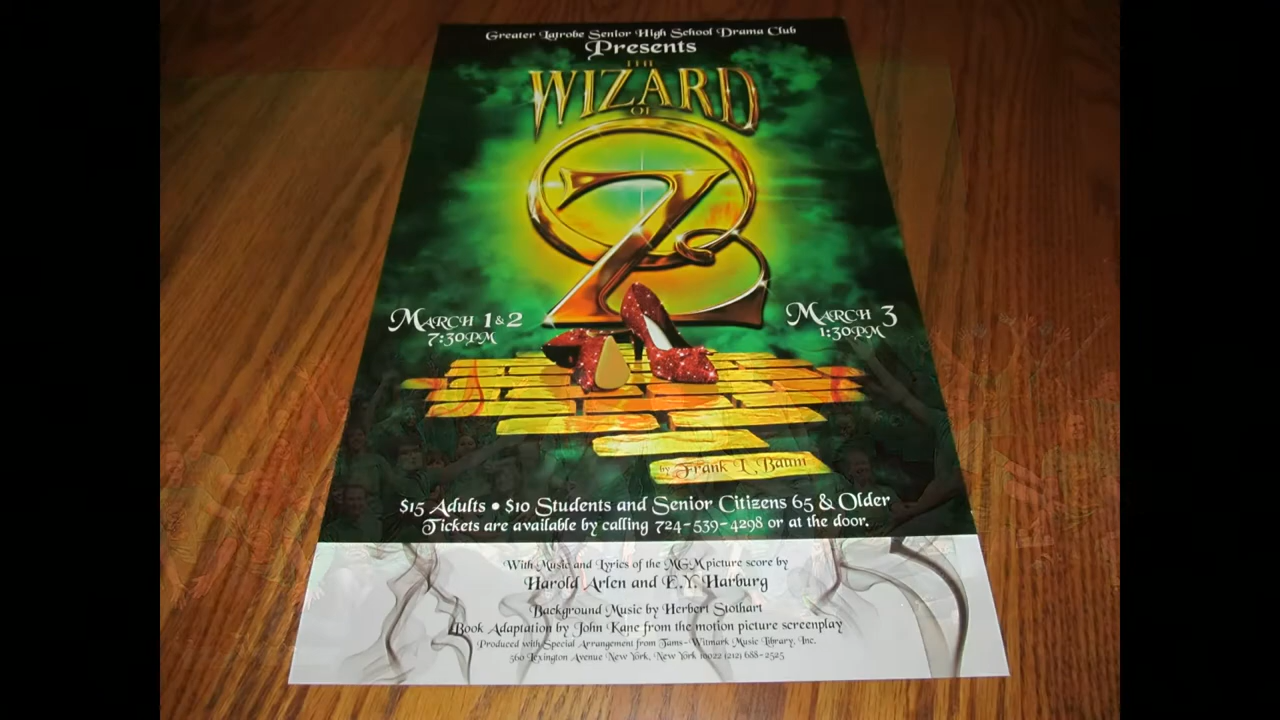 Greater Latrobe Senior High School Drama Club
Presents
THE
WIZARD
OF
OZ
MARCH 1 & 2
7:30PM
MARCH 3
1:30PM
by Frank L. Baum
$15 Adults • $10 Students and Senior Citizens 65 & Older
Tickets are available by calling 724-539-4298 or at the door.
With Music and Lyrics of the MGM picture score by
Harold Arlen and E.Y. Harburg
Background Music by Herbert Stothart
Book Adaptation by John Kane from the motion picture screenplay
Produced with Special Arrangement from Tams-Witmark Music Library, Inc.
560 Lexington Avenue New York, New York 10022 (212) 688-2525